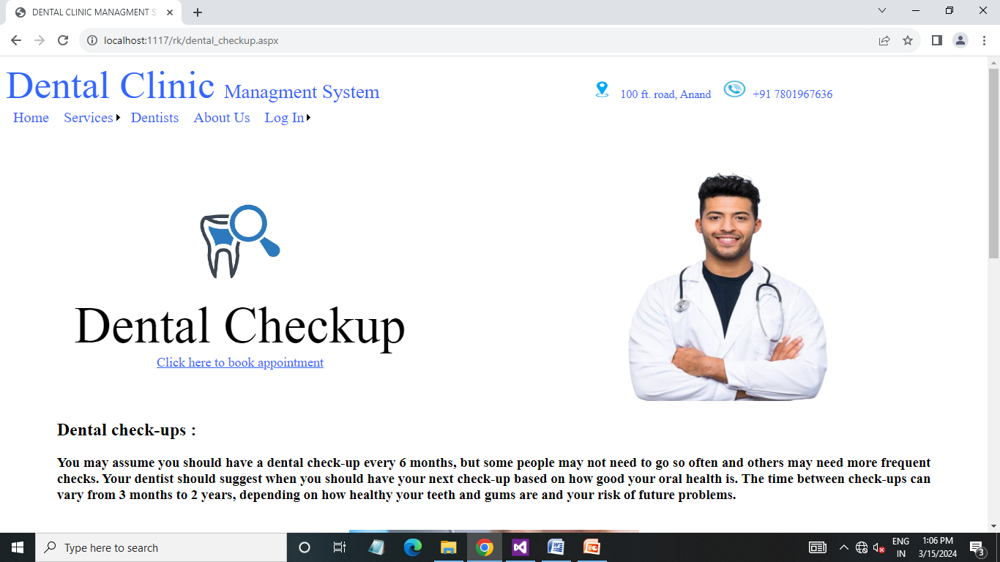 DENTAL CLINIC MANAGMENT S
localhost:1117/rk/dental_checkup.aspx
Dental Clinic Managment System
100 ft. road, Anand
+91 7801967636
Home Services Dentists About Us Log In
Dental Checkup
Click here to book appointment
Dental check-ups :
You may assume you should have a dental check-up every 6 months, but some people may not need to go so often and others may need more frequent
checks. Your dentist should suggest when you should have your next check-up based on how good your oral health is. The time between check-ups can
vary from 3 months to 2 years, depending on how healthy your teeth and gums are and your risk of future problems.
Type here to search
ENG
IN
1:06 PM
3/15/2024
3